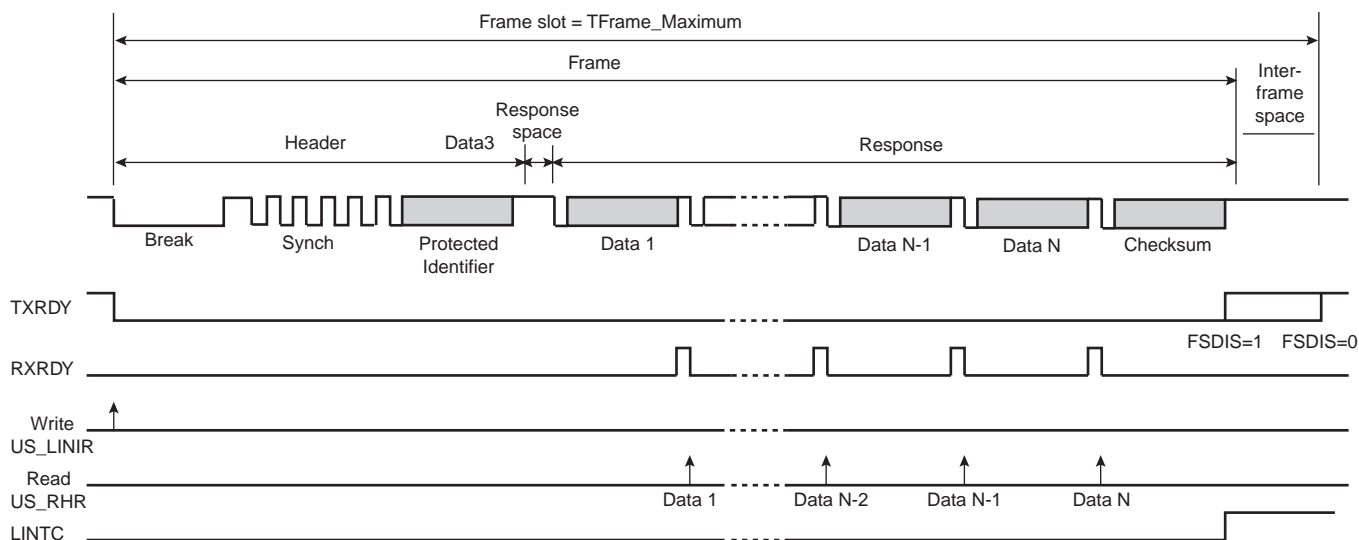 Frame slot = TFrame_Maximum
Frame
Inter-
frame
space
Response
space
Header
Data3
Response
Break
Synch
Protected
Identifier
Data 1
Data N-1
Data N
Checksum
TXRDY
FSDIS=1
FSDIS=0
RXRDY
Write
US_LINIR
Read
US_RHR
Data 1
Data N-2
Data N-1
Data N
LINTC